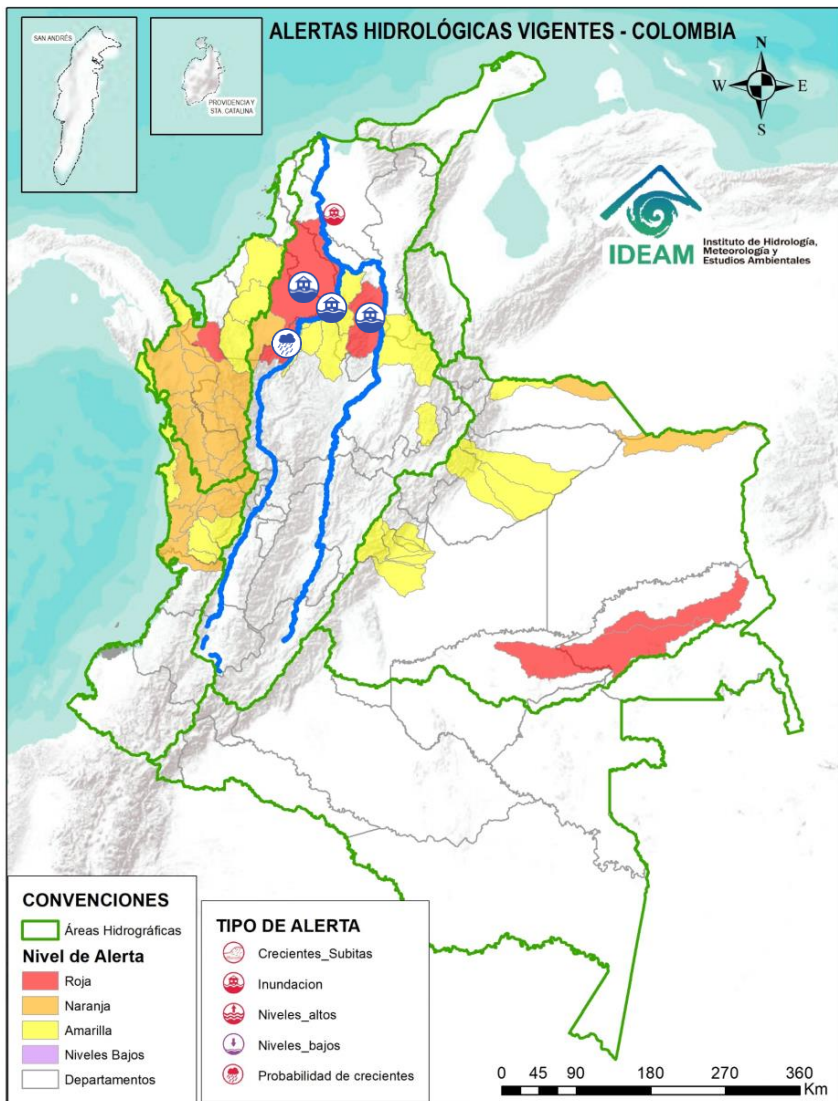 ALERTAS HIDROLÓGICAS VIGENTES - COLOMBIA
SAN ANDRÉS
PROVIDENCIA Y
STA. CATALINA
N
W
E
S
IDEAM
Instituto de Hidrología,
Meteorología y
Estudios Ambientales
CONVENCIONES
Áreas Hidrográficas
Nivel de Alerta
Roja
Naranja
Amarilla
Niveles Bajos
Departamentos
TIPO DE ALERTA
Crecientes_Subitas
Inundacion
Niveles_altos
Niveles_bajos
Probabilidad de crecientes
0 45 90 180 270 360
Km